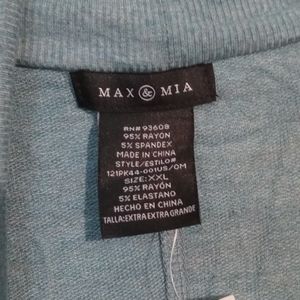 MAX & MIA
RN# 93608
95% RAYON
5% SPANDEX
MADE IN CHINA
STYLE/ESTILO#
121PK44-001US/OM
SIZE: XXL
95% RAYÓN
5% ELASTANO
HECHO EN CHINA
TALLA:EXTRA EXTRA GRANDE